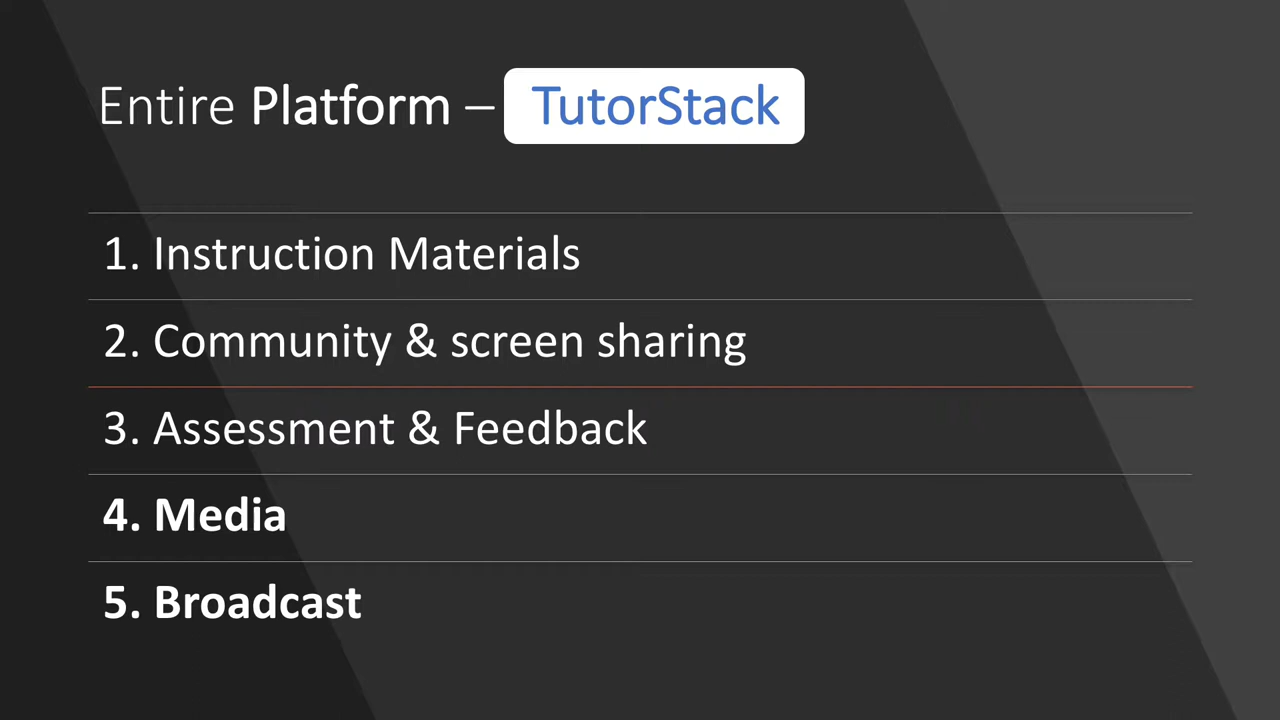 Entire Platform – TutorStack
1. Instruction Materials
2. Community & screen sharing
3. Assessment & Feedback
4. Media
5. Broadcast